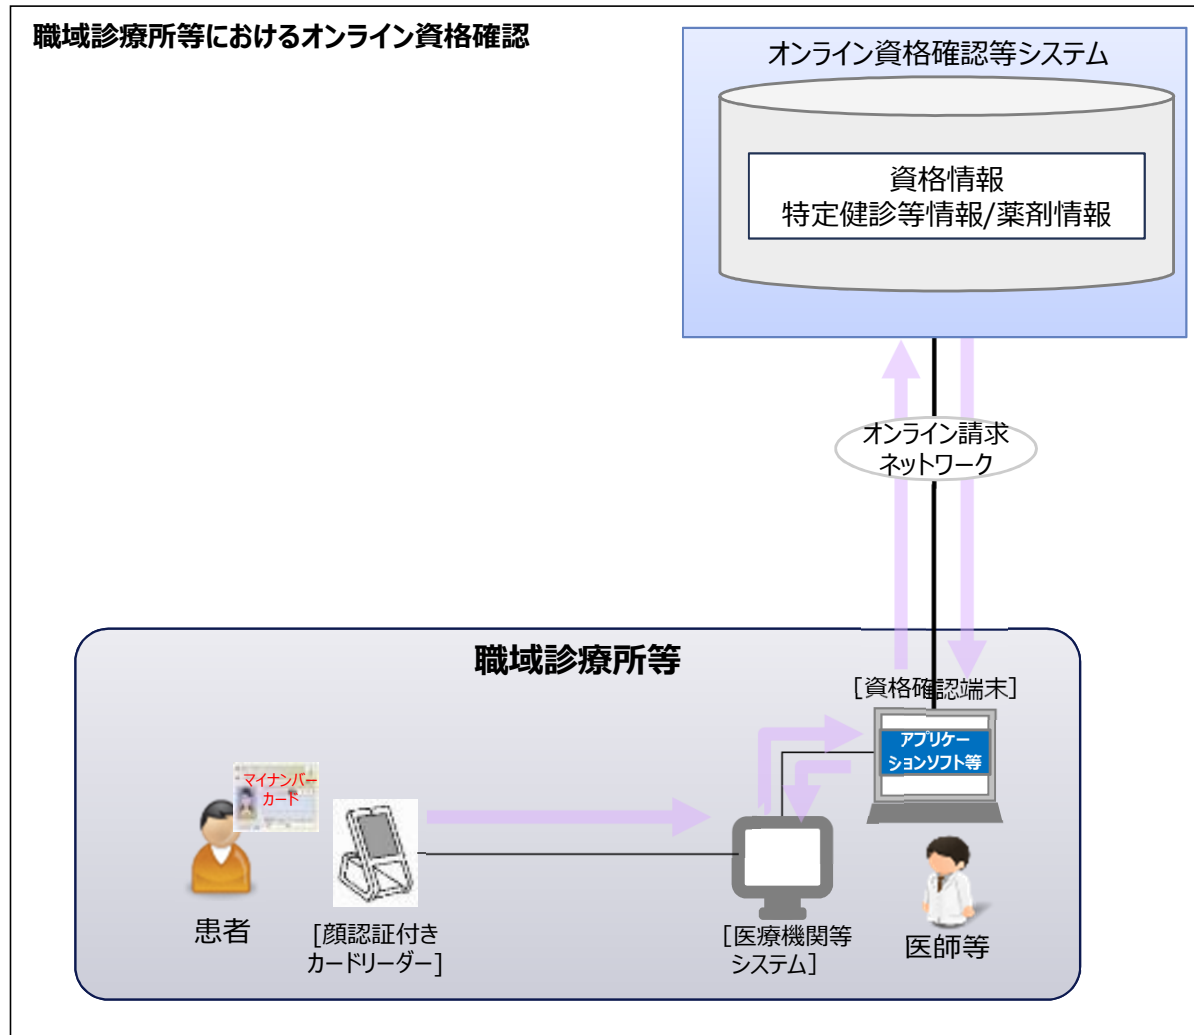 職域診療所等におけるオンライン資格確認
オンライン資格確認等システム
資格情報
特定健診等情報/薬剤情報
オンライン請求
ネットワーク
職域診療所等
[資格確認端末]
アプリケー
ションソフト等
マイナンバー
カード
患者
[顔認証付き
カードリーダー]
[医療機関等
システム]
医師等